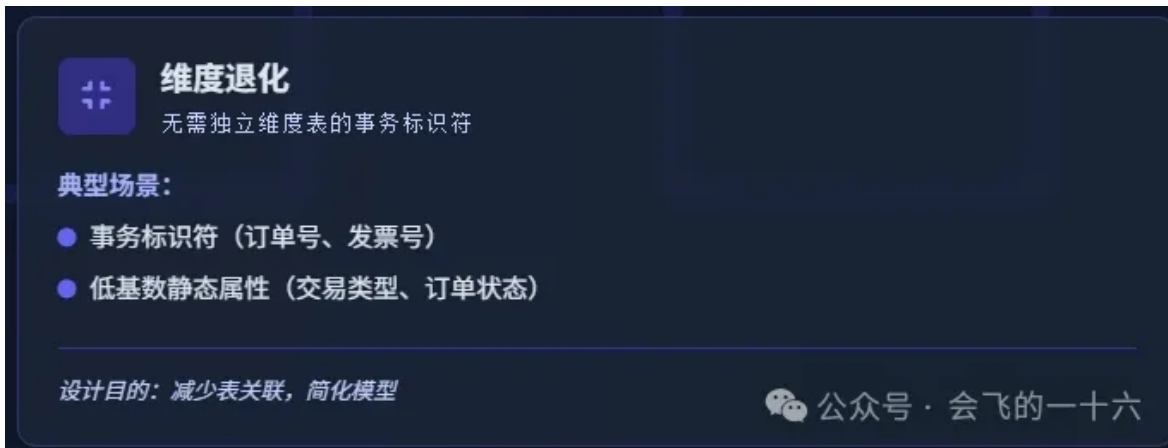 维度退化
无需独立维度表的事务标识符
典型场景：
事务标识符（订单号、发票号）
低基数静态属性（交易类型、订单状态）
设计目的：减少表关联，简化模型
公众号 · 会飞的一十六